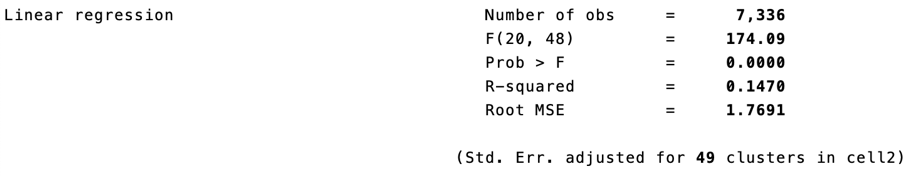 Linear regression Number of obs = 7,336
F(20, 48) = 174.09
Prob > F = 0.0000
R-squared = 0.1470
Root MSE = 1.7691
(Std. Err. adjusted for 49 clusters in cell2)